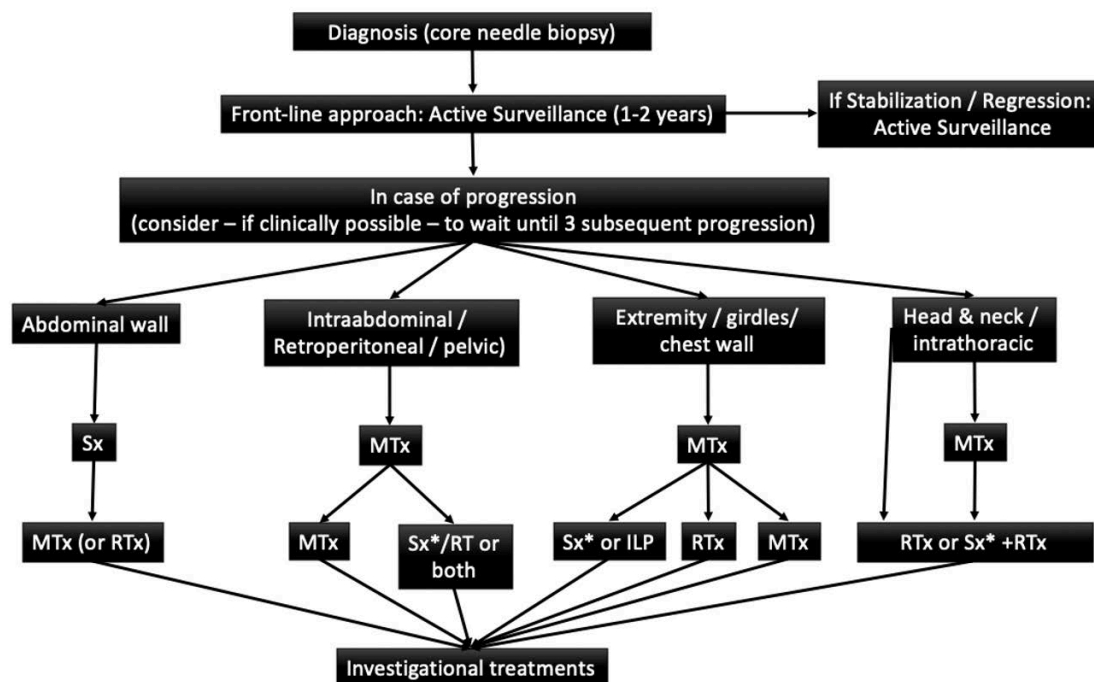 Diagnosis (core needle biopsy)
Front-line approach: Active Surveillance (1-2 years)
If Stabilization / Regression:
Active Surveillance
In case of progression
(consider – if clinically possible – to wait until 3 subsequent progression)
Abdominal wall
Intraabdominal /
Retroperitoneal / pelvic)
Extremity / girdles/
chest wall
Head & neck /
intrathoracic
Sx
MTx
MTx
MTx
MTx (or RTx)
MTx
Sx*/RT or
both
Sx* or ILP
RTx
MTx
RTx or Sx* +RTx
Investigational treatments